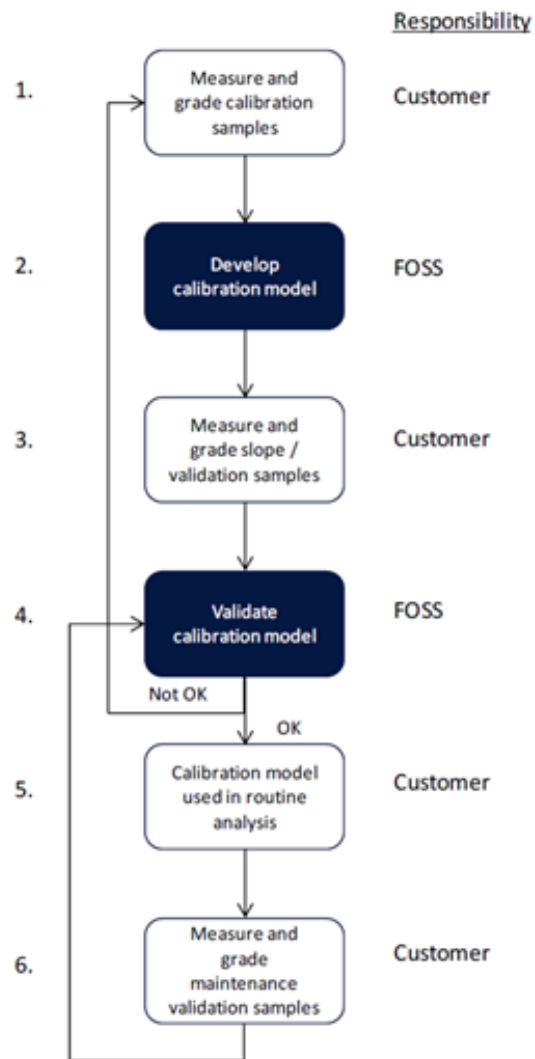 Responsibility
1.
Measure and
grade calibration
samples
Customer
2.
Develop
calibration model
FOSS
3.
Measure and
grade slope /
validation samples
Customer
4.
Validate
calibration model
FOSS
Not OK
OK
5.
Calibration model
used in routine
analysis
Customer
6.
Measure and
grade
maintenance
validation samples
Customer